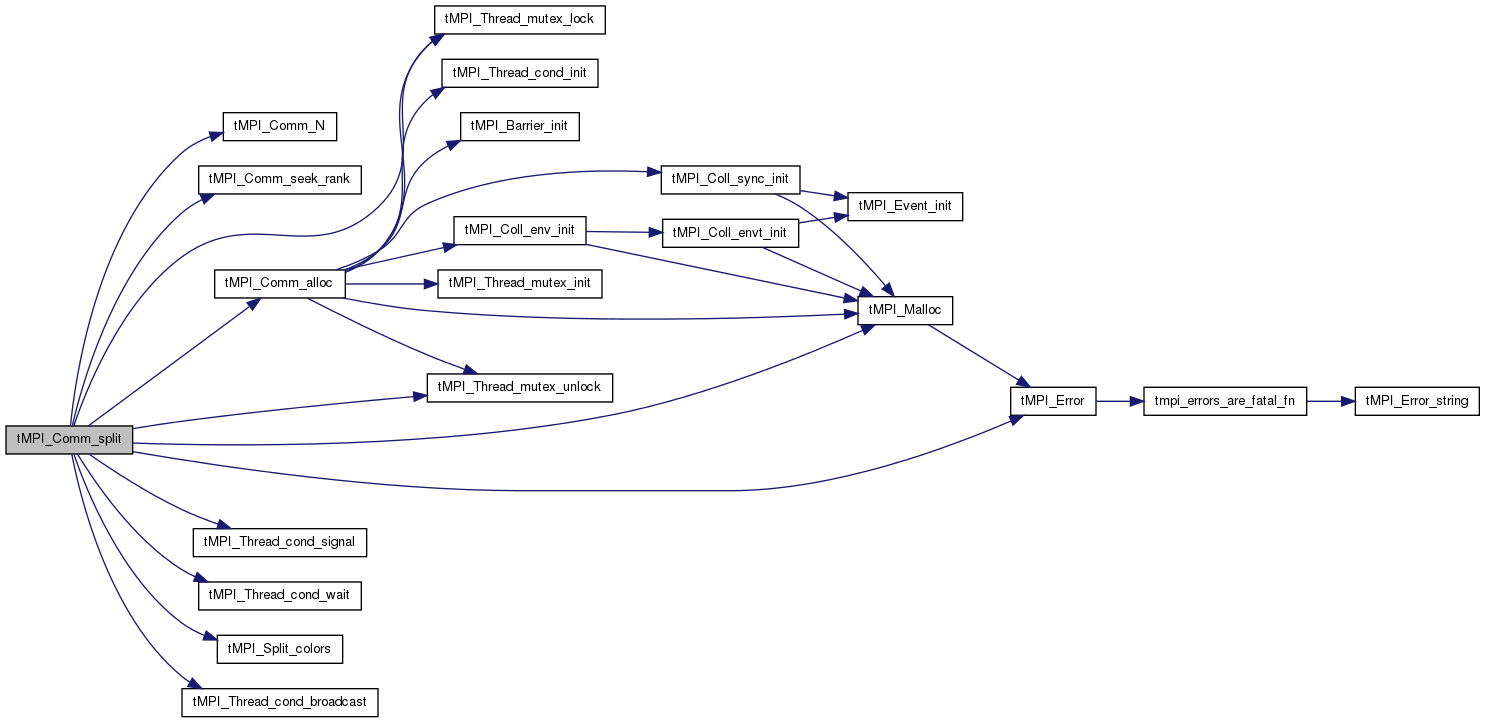 tMPI_Thread_mutex_lock
tMPI_Thread_cond_init
tMPI_Comm_N
tMPI_Barrier_init
tMPI_Comm_seek_rank
tMPI_Coll_sync_init
tMPI_Event_init
tMPI_Coll_env_init
tMPI_Coll_envt_init
tMPI_Comm_alloc
tMPI_Thread_mutex_init
tMPI_Malloc
tMPI_Thread_mutex_unlock
tMPI_Error
tmpi_errors_are_fatal_fn
tMPI_Error_string
tMPI_Comm_split
tMPI_Thread_cond_signal
tMPI_Thread_cond_wait
tMPI_Split_colors
tMPI_Thread_cond_broadcast